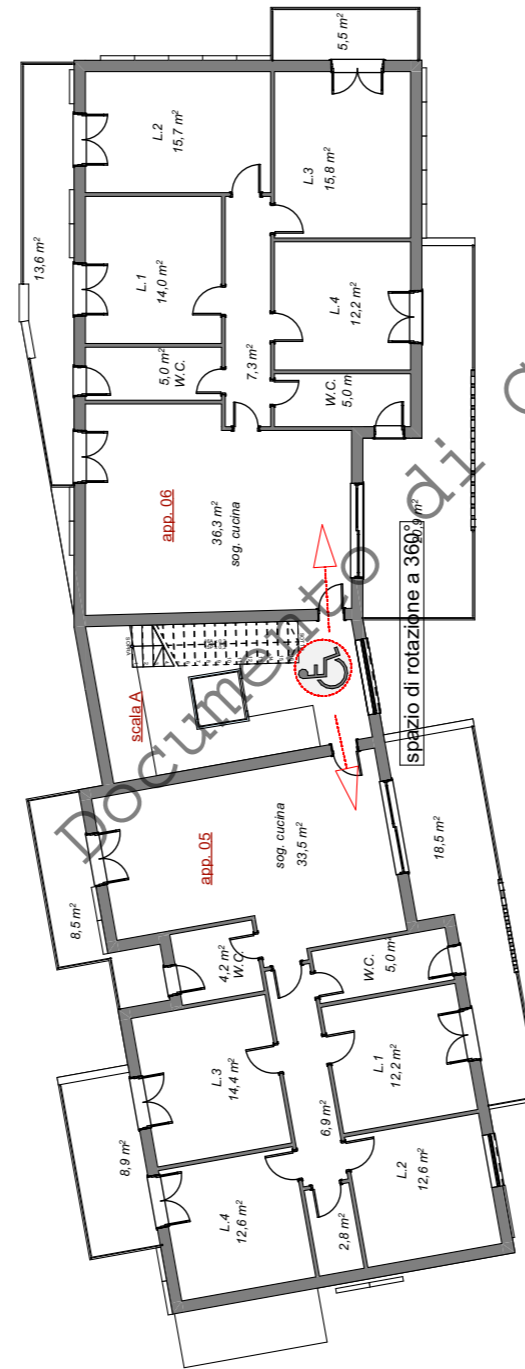 5,5 m²
L.2
15,7 m²
L.3
15,8 m²
13,6 m²
L.1
14,0 m²
L.4
12,2 m²
5,0 m²
W.C.
7,3 m²
W.C.
5,0 m
app. 06
36,3 m²
sog. cucina
spazio di rotazione a 360°
scala A
Documento di
app. 05
sog. cucina
33,5 m²
18,5 m²
8,5 m²
4,2 m²
W.C.
W.C.
5,0 m²
L.3
14,4 m²
L.1
12,2 m²
6,9 m²
8,9 m²
L.4
12,6 m²
L.2
12,6 m²
2,8 m²